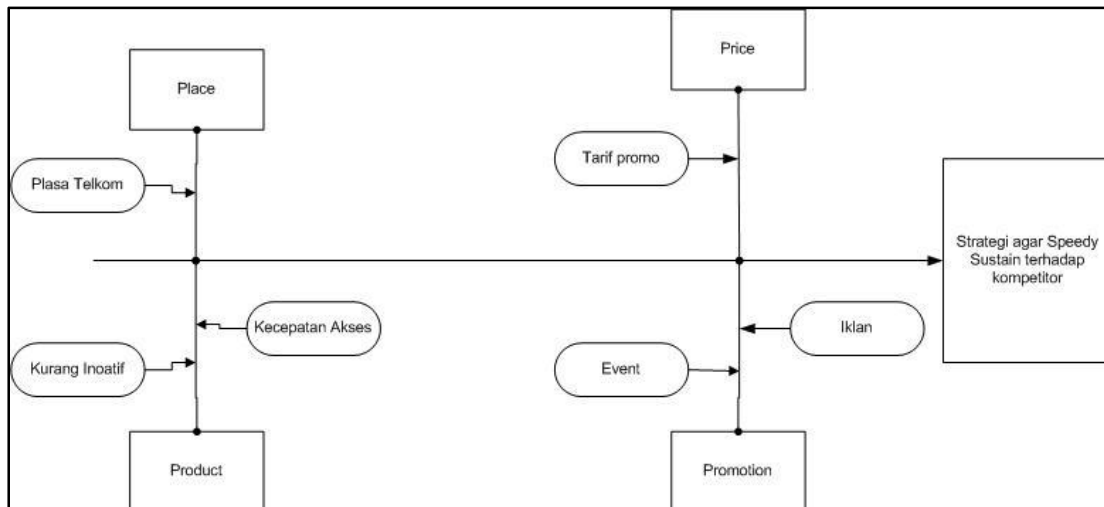 Price
Place
Tarif promo
Plasa Telkom
Strategi agar Speedy
Sustain terhadap
kompetitor
Kecepatan Akses
Iklan
Kurang Inoatif
Event
Product
Promotion